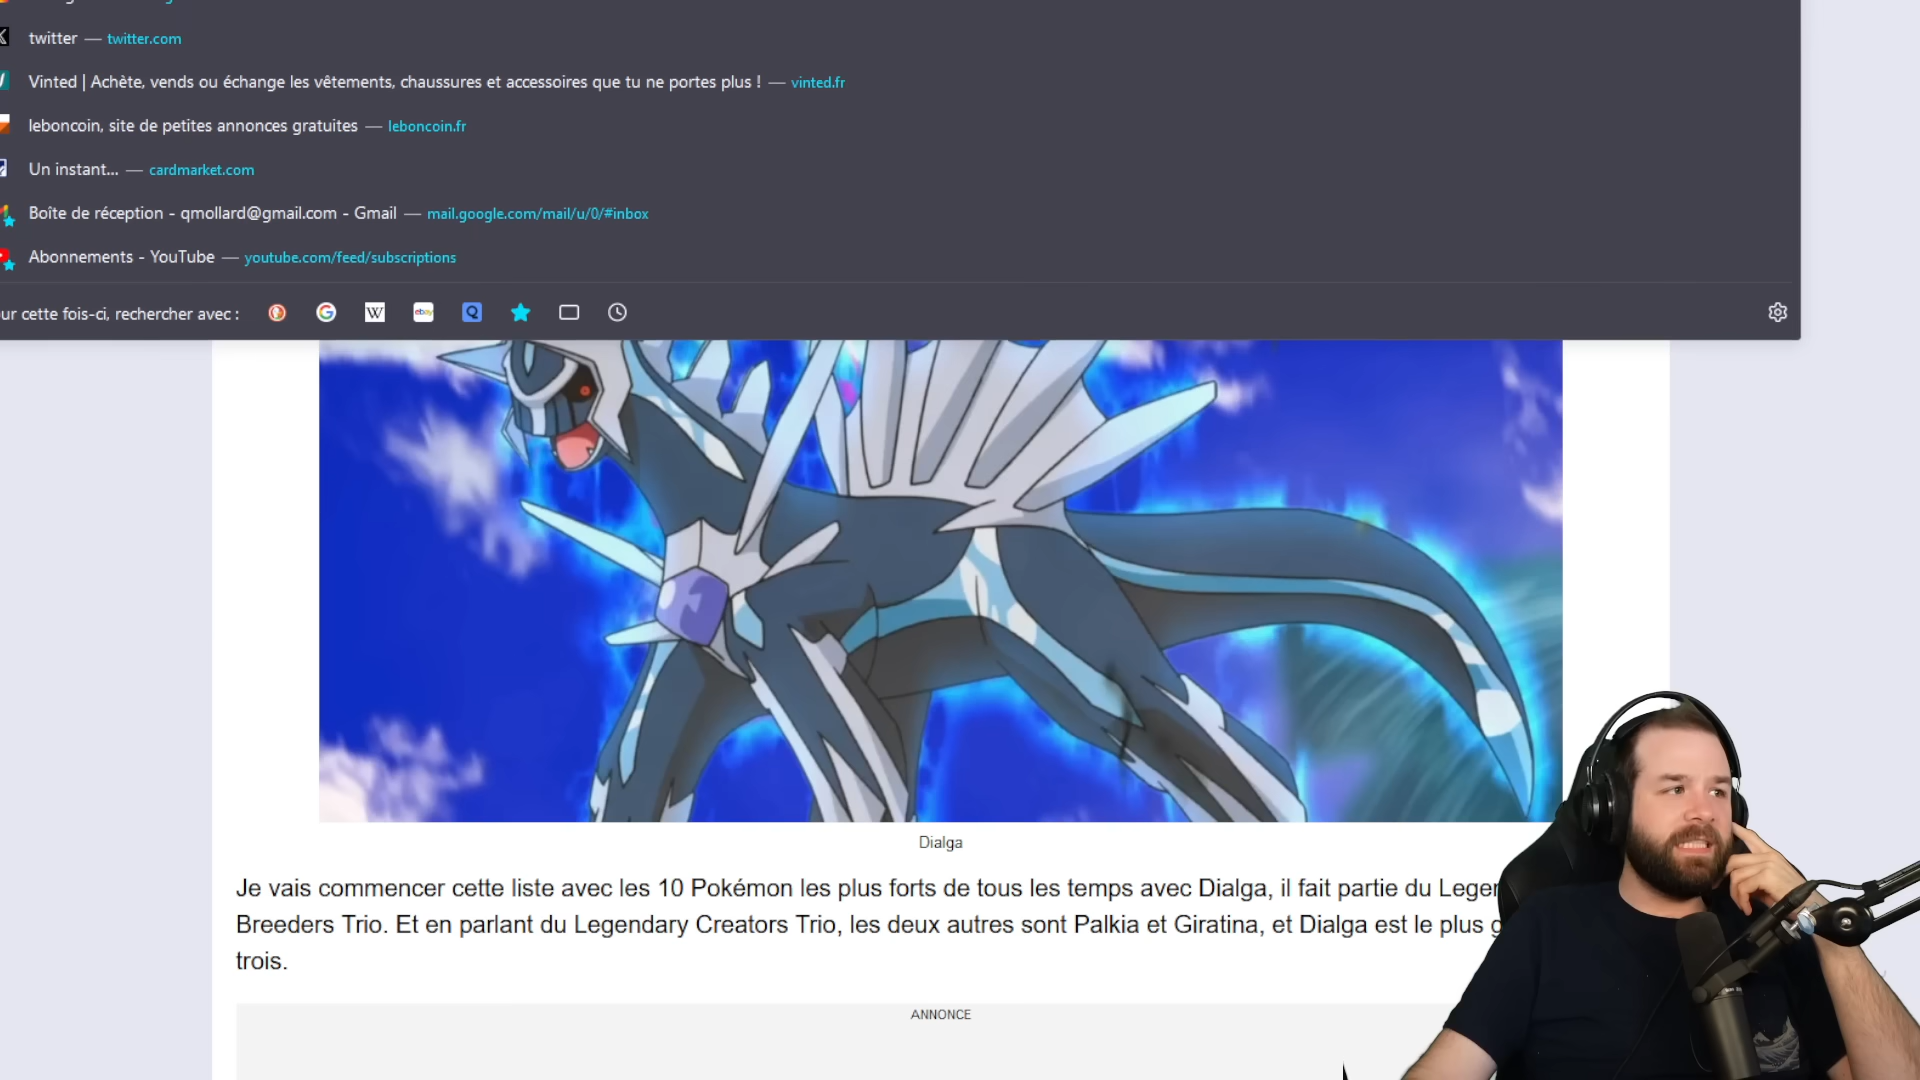 twitter — twitter.com
Vinted | Achète, vends ou échange les vêtements, chaussures et accessoires que tu ne portes plus ! — vinted.fr
leboncoin, site de petites annonces gratuites — leboncoin.fr
Un instant... — cardmarket.com
Boîte de réception - qmollard@gmail.com - Gmail — mail.google.com/mail/u/0/#inbox
Abonnements - YouTube — youtube.com/feed/subscriptions
ur cette fois-ci, rechercher avec :
W
ebay
Q
Dialga
Je vais commencer cette liste avec les 10 Pokémon les plus forts de tous les temps avec Dialga, il fait partie du Legen
Breeders Trio. Et en parlant du Legendary Creators Trio, les deux autres sont Palkia et Giratina, et Dialga est le plus g
trois.
ANNONCE